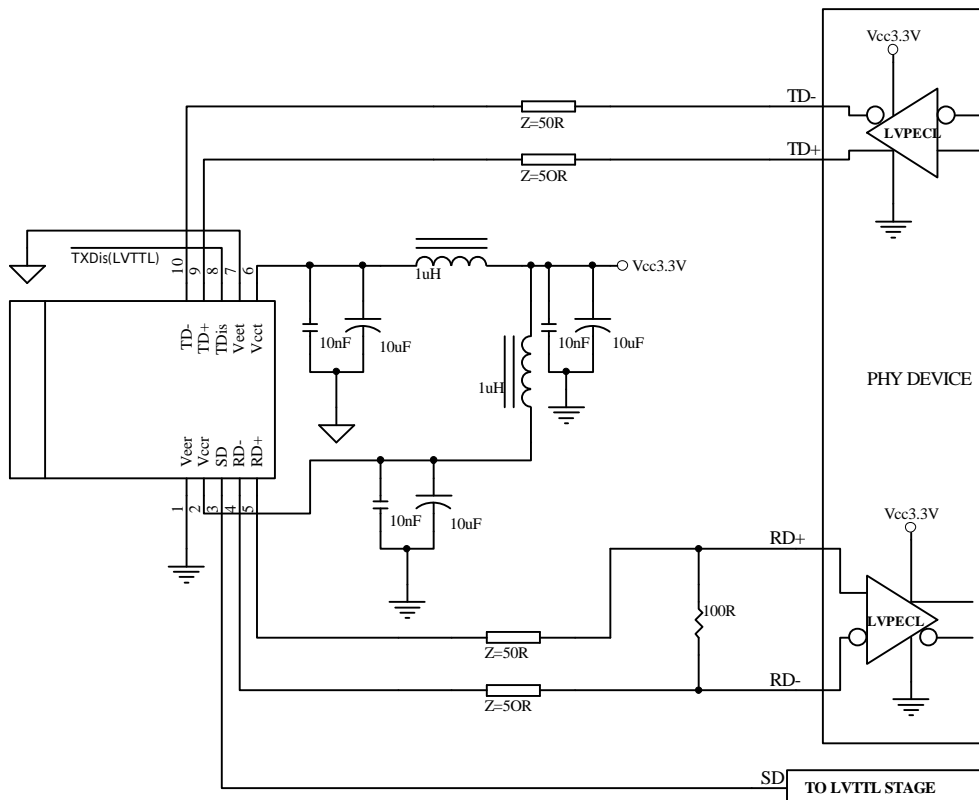 Vcc3.3V
TD-
LVPECL
Z=50R
TD+
Z=5OR
TXDis(LVTTL)
10
9
8
7
6
1uH
Vcc3.3V
TD-
TD+
TDis
Veet
Vcct
10nF
10uF
10nF
10uF
1uH
PHY DEVICE
Veer
Vccr
SD
RD-
RD+
1
2
3
4
5
10nF
10uF
Vcc3.3V
RD+
100R
LVPECL
Z=50R
RD-
Z=5OR
SD
TO LVTTL STAGE